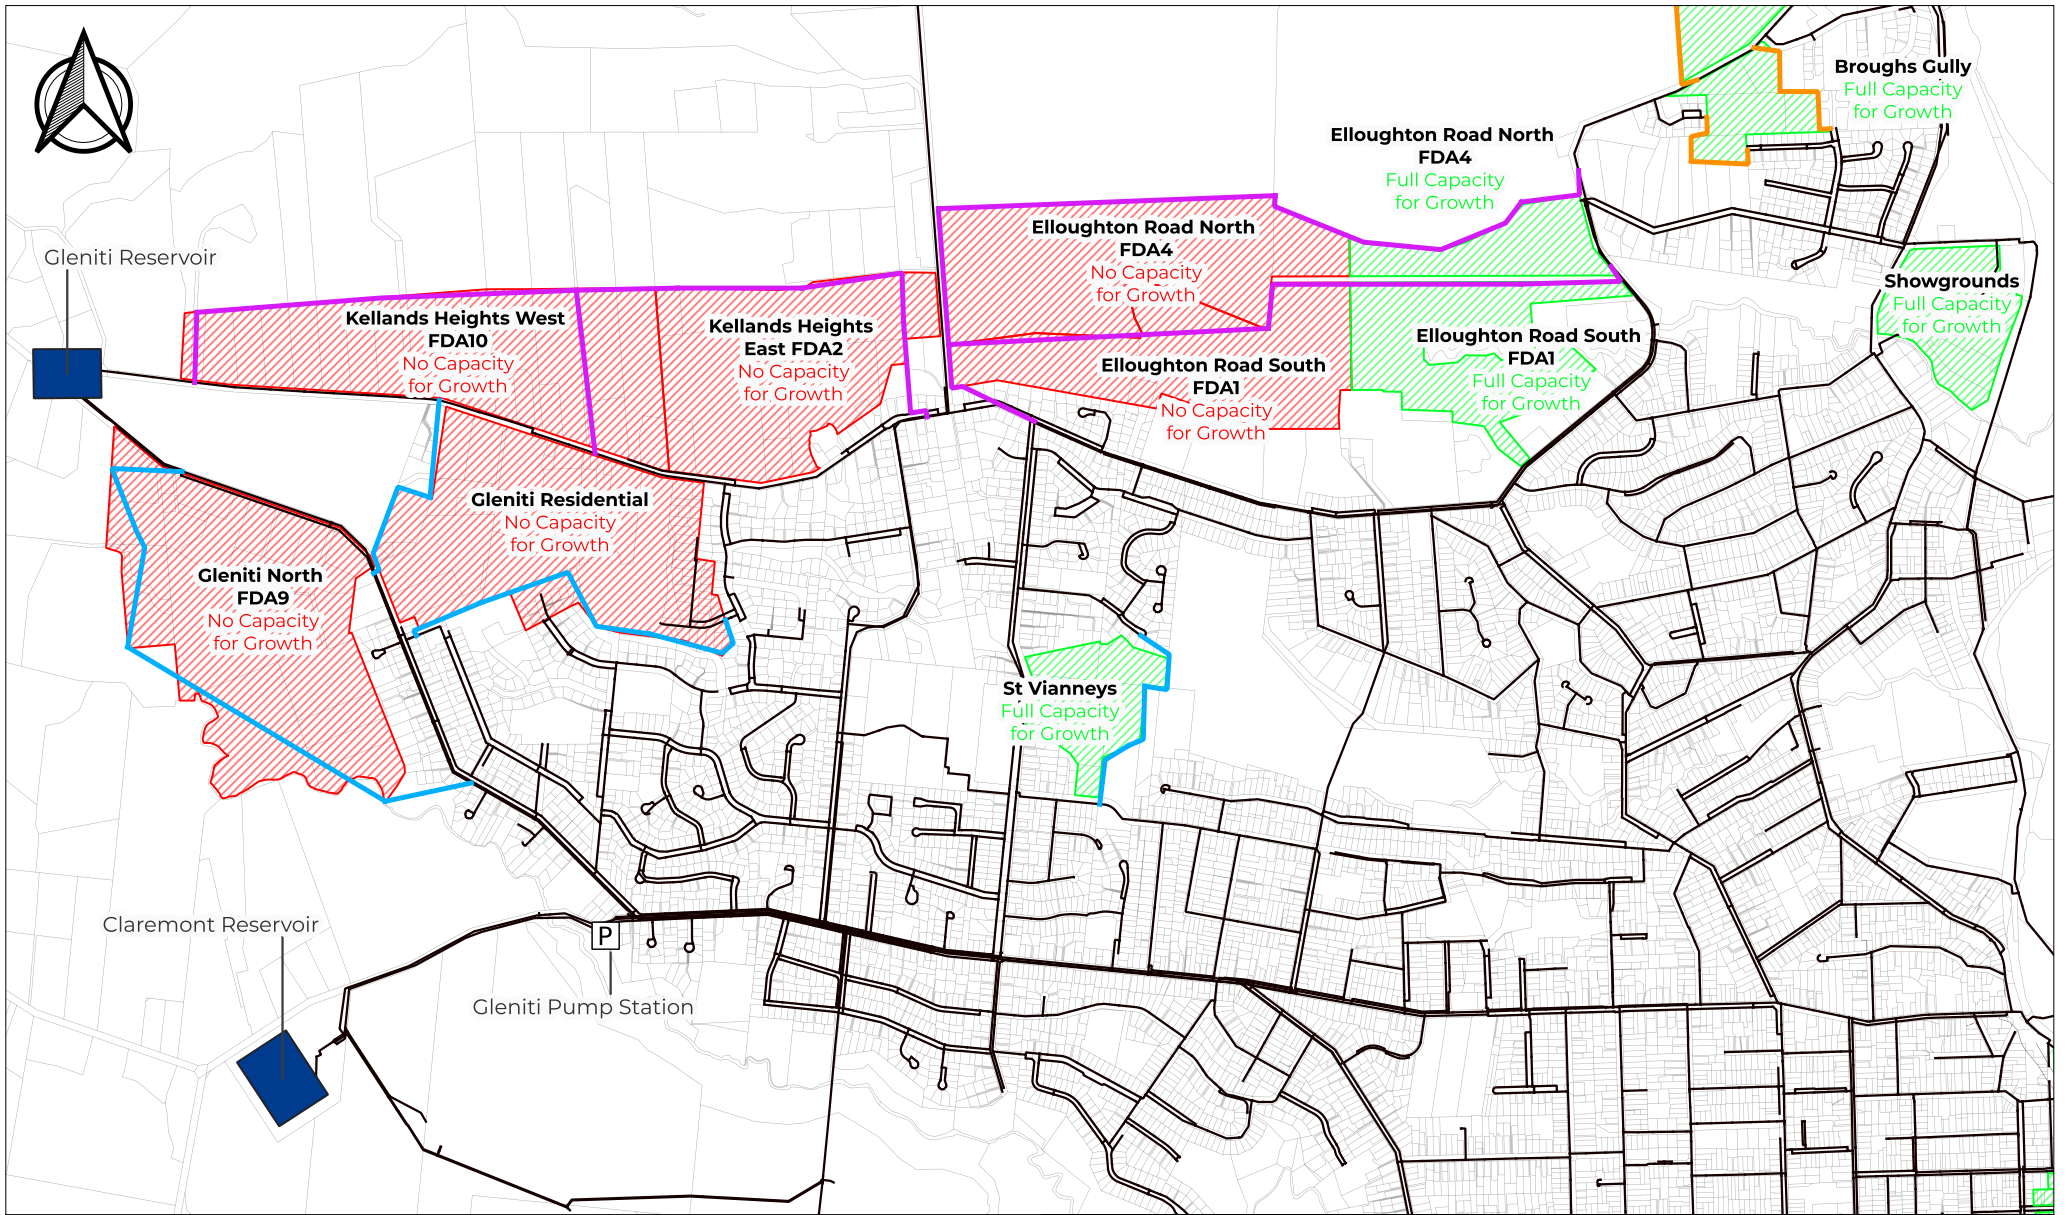 Broughs Gully
Full Capacity
for Growth
Elloughton Road North
FDA4
Full Capacity
for Growth
Elloughton Road North
FDA4
No Capacity
for Growth
Gleniti Reservoir
Showgrounds
Full Capacity
for Growth
Kellands Heights West
FDA10
No Capacity
for Growth
Kellands Heights
East FDA2
No Capacity
for Growth
Elloughton Road South
FDA1
Full Capacity
for Growth
Elloughton Road South
FDA1
No Capacity
for Growth
Gleniti Residential
No Capacity
for Growth
Gleniti North
FDA9
No Capacity
for Growth
St Vianneys
Full Capacity
for Growth
Claremont Reservoir
P
Gleniti Pump Station